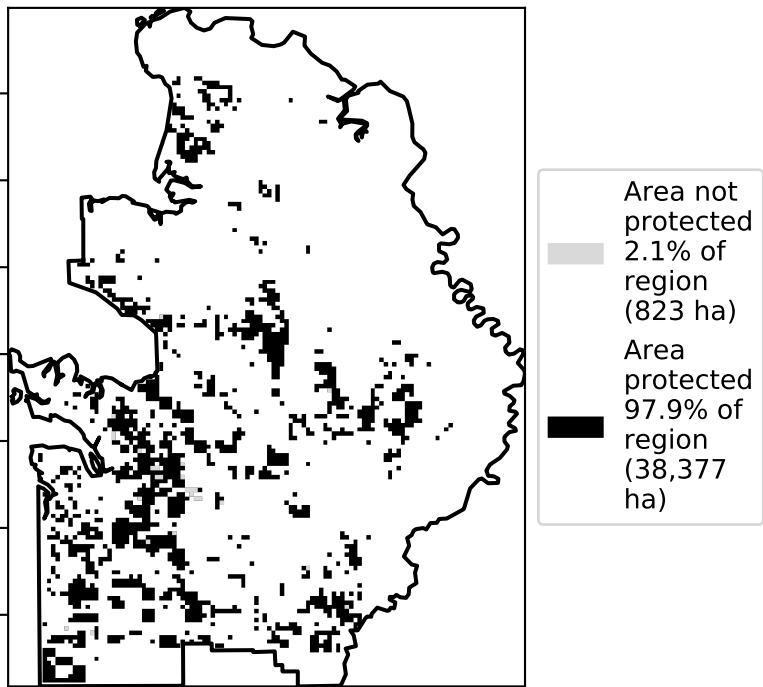 Area not
protected
2.1% of
region
(823 ha)
Area
protected
97.9% of
region
(38,377
ha)